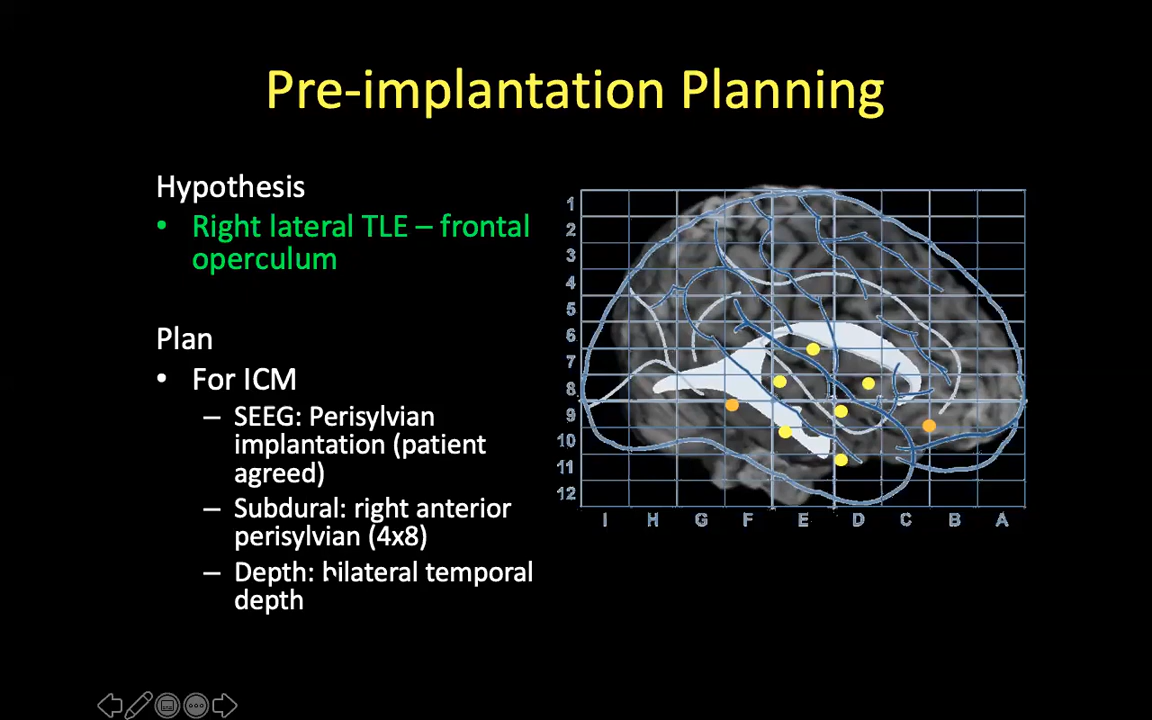 Pre-implantation Planning
Hypothesis
• Right lateral TLE – frontal
operculum
Plan
• For ICM
– SEEG: Perisylvian
implantation (patient
agreed)
– Subdural: right anterior
perisylvian (4x8)
– Depth: bilateral temporal
depth
1
2
3
4
5
6
7
8
9
10
11
12
I H G F E D C B A